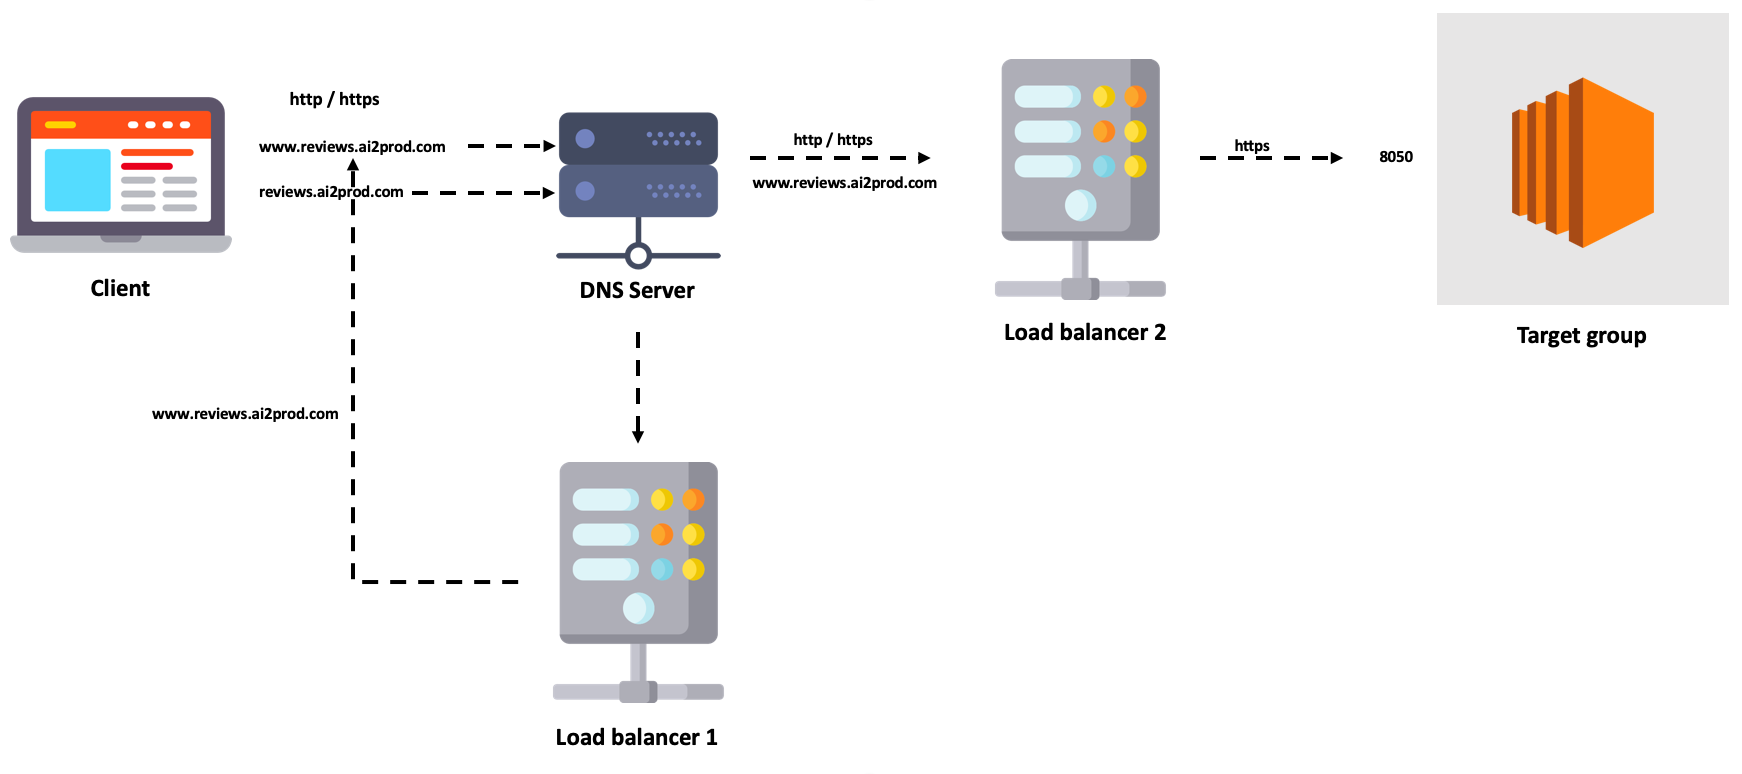 http / https
www.reviews.ai2prod.com
reviews.ai2prod.com
Client
DNS Server
http / https
www.reviews.ai2prod.com
Load balancer 2
https
8050
Target group
www.reviews.ai2prod.com
Load balancer 1